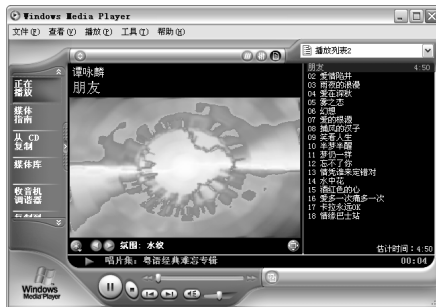 Windows Media Player
文件(F) 查看(V) 播放(P) 工具(T) 帮助(H)
播放列表2
正在播放
媒体指南
从 CD 复制
媒体库
收音机调谐器
谭咏麟
朋友
朋友 4:50
02 爱情陷井
03 雨夜的浪漫
04 爱在深秋
05 雾之恋
06 幻想
07 爱的根源
08 捕风的汉子
09 笑看人生
10 半梦半醒
11 梦仍一样
12 忘不了你
13 情凭谁来定错对
14 水中花
15 酒红色的心
16 爱多一次痛多一次
17 卡拉永远OK
18 情缘巴士站
氛围: 水纹
估计时间: 4:50
唱片集: 粤语经典难忘专辑 00:04
Windows Media Player